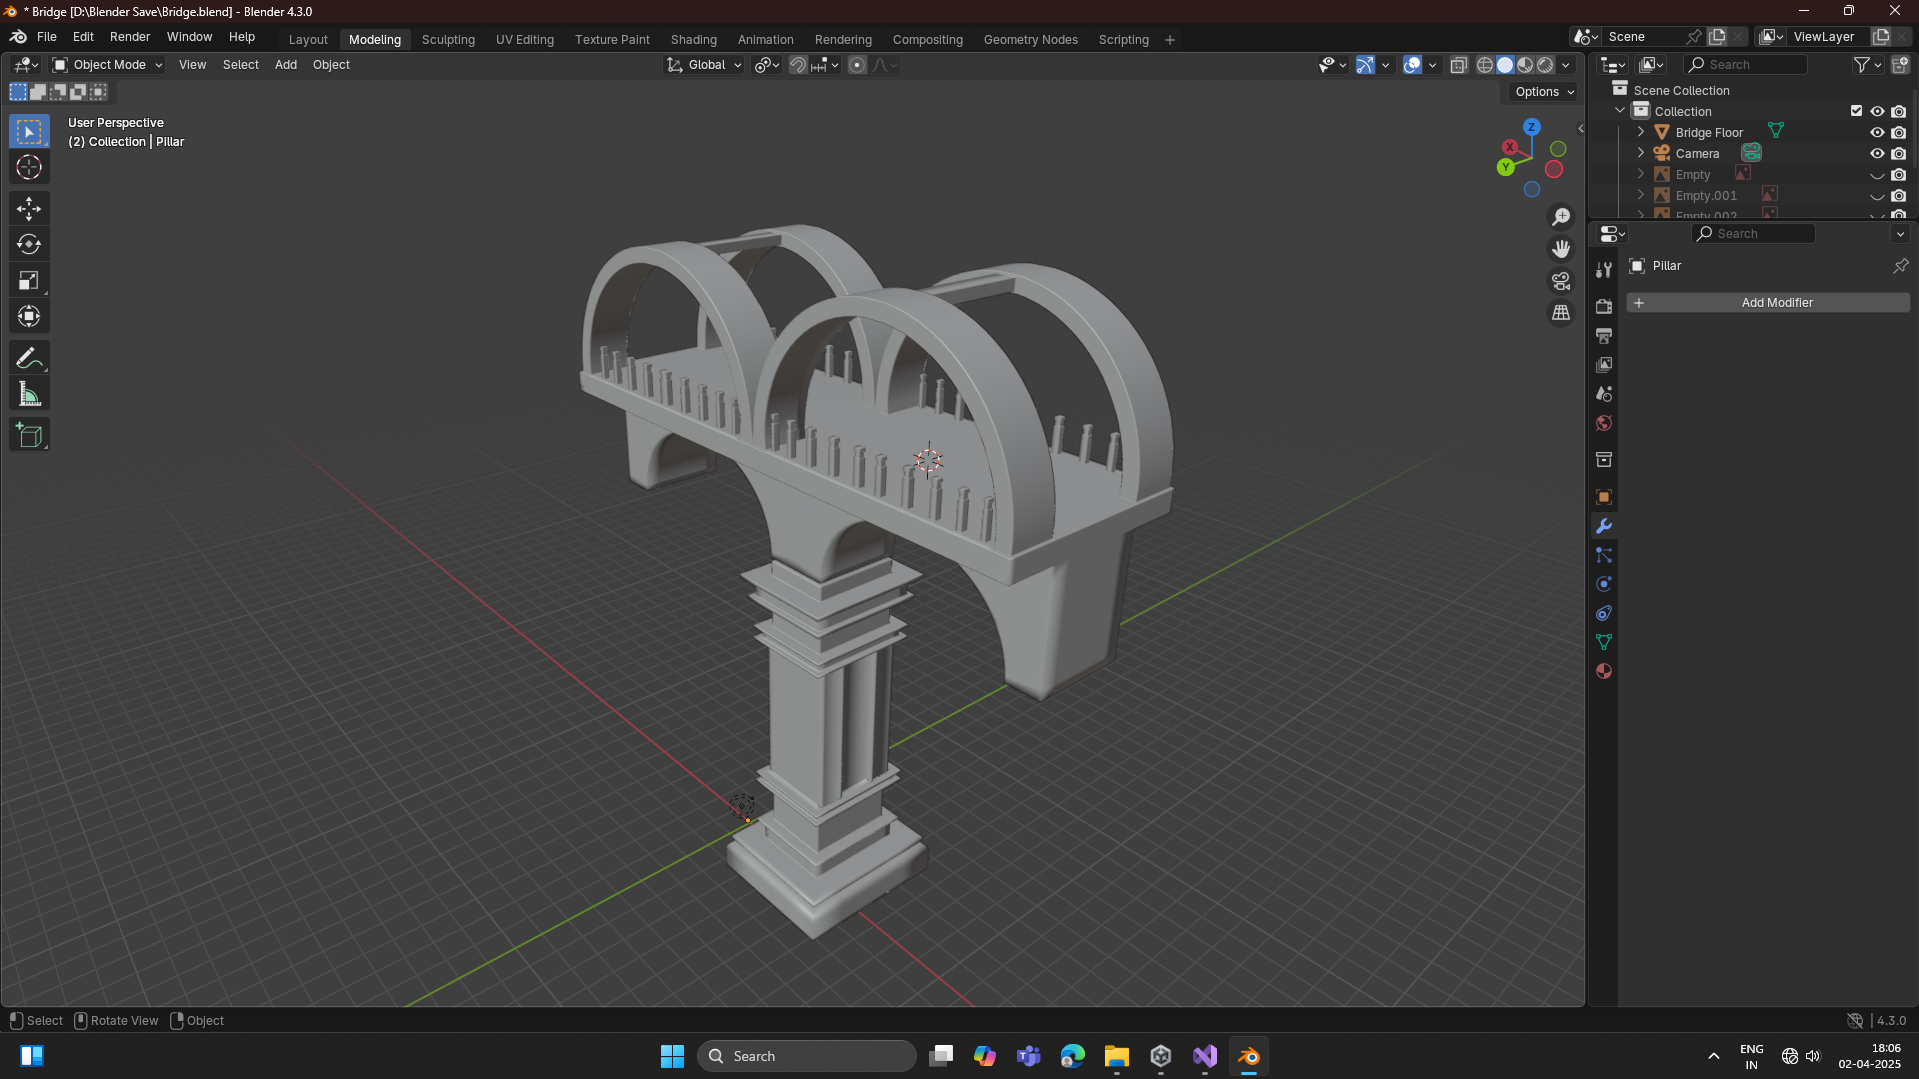 * Bridge [D:\Blender Save\Bridge.blend] - Blender 4.3.0
File Edit Render Window Help
Layout Modeling Sculpting UV Editing Texture Paint Shading Animation Rendering Compositing Geometry Nodes Scripting +
Scene
ViewLayer
Object Mode View Select Add Object
Global
Search
Options
User Perspective
(2) Collection | Pillar
Z
X
Y
Scene Collection
Collection
Bridge Floor
Camera
Empty
Empty.001
Empty.002
Search
Pillar
+ Add Modifier
Select Rotate View Object
4.3.0
Search
ENG
IN
18:06
02-04-2025